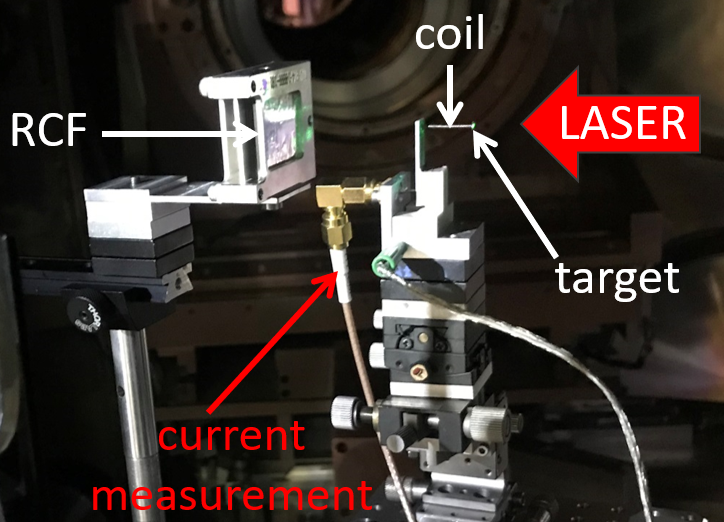 coil
LASER
RCF
target
current
measurement